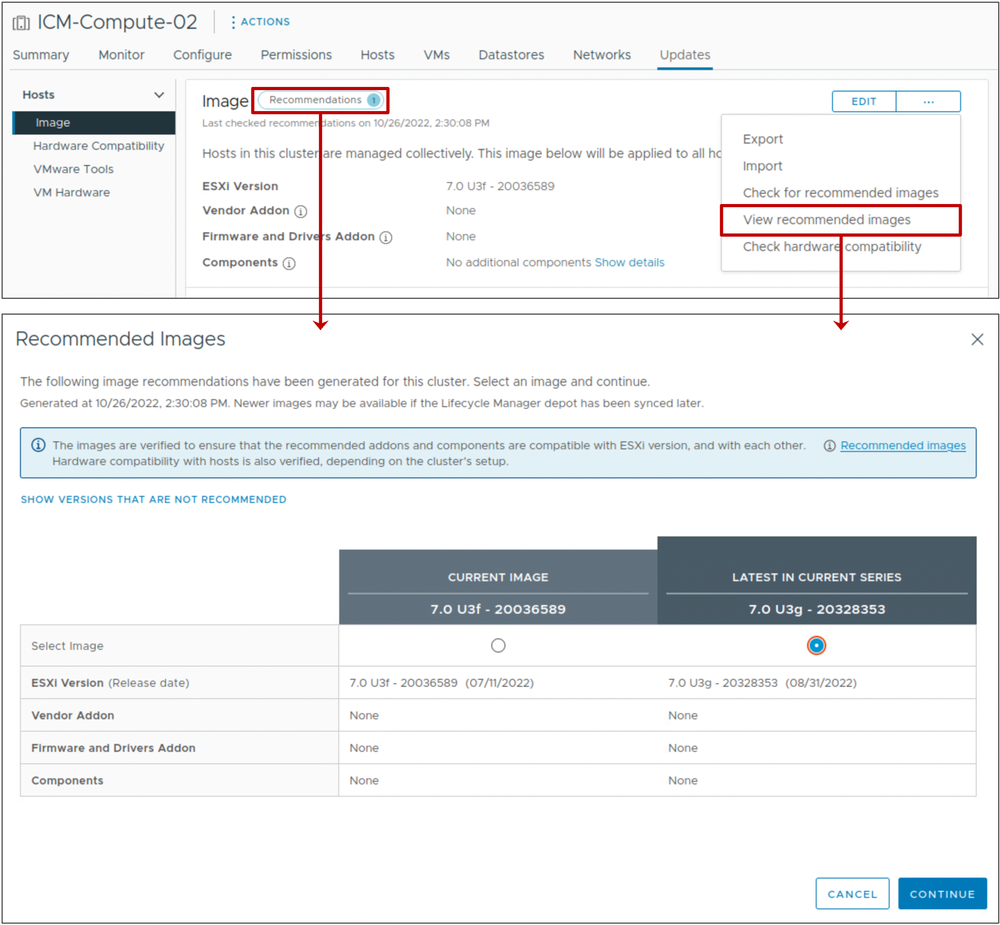 ICM-Compute-02
ACTIONS
Summary Monitor Configure Permissions Hosts VMs Datastores Networks Updates
Hosts
Image
Hardware Compatibility
VMware Tools
VM Hardware
Image Recommendations 1
EDIT ...
Last checked recommendations on 10/26/2022, 2:30:08 PM
Hosts in this cluster are managed collectively. This image below will be applied to all ho
ESXi Version 7.0 U3f - 20036589
Vendor Addon None
Firmware and Drivers Addon None
Components No additional components Show details
Export
Import
Check for recommended images
View recommended images
Check hardware compatibility
Recommended Images
The following image recommendations have been generated for this cluster. Select an image and continue.
Generated at 10/26/2022, 2:30:08 PM. Newer images may be available if the Lifecycle Manager depot has been synced later.
The images are verified to ensure that the recommended addons and components are compatible with ESXi version, and with each other. Recommended images
Hardware compatibility with hosts is also verified, depending on the cluster's setup.
SHOW VERSIONS THAT ARE NOT RECOMMENDED
CURRENT IMAGE LATEST IN CURRENT SERIES
7.0 U3f - 20036589 7.0 U3g - 20328353
Select Image
ESXi Version (Release date) 7.0 U3f - 20036589 (07/11/2022) 7.0 U3g - 20328353 (08/31/2022)
Vendor Addon None None
Firmware and Drivers Addon None None
Components None None
CANCEL CONTINUE